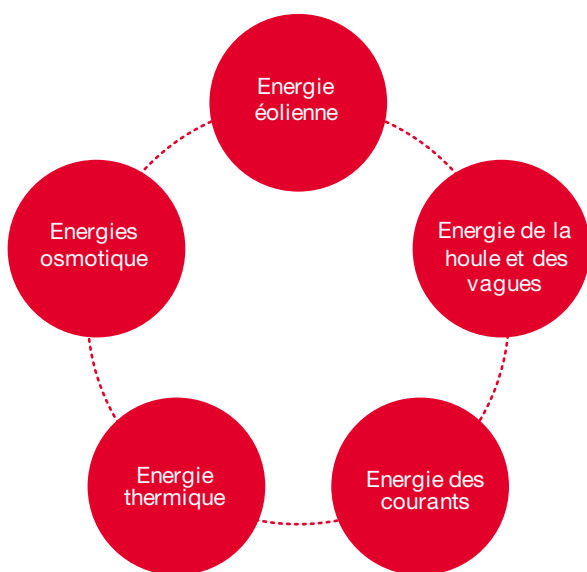 Energie
éolienne
Energies
osmotique
Energie de la
houle et des
vagues
Energie
thermique
Energie des
courants